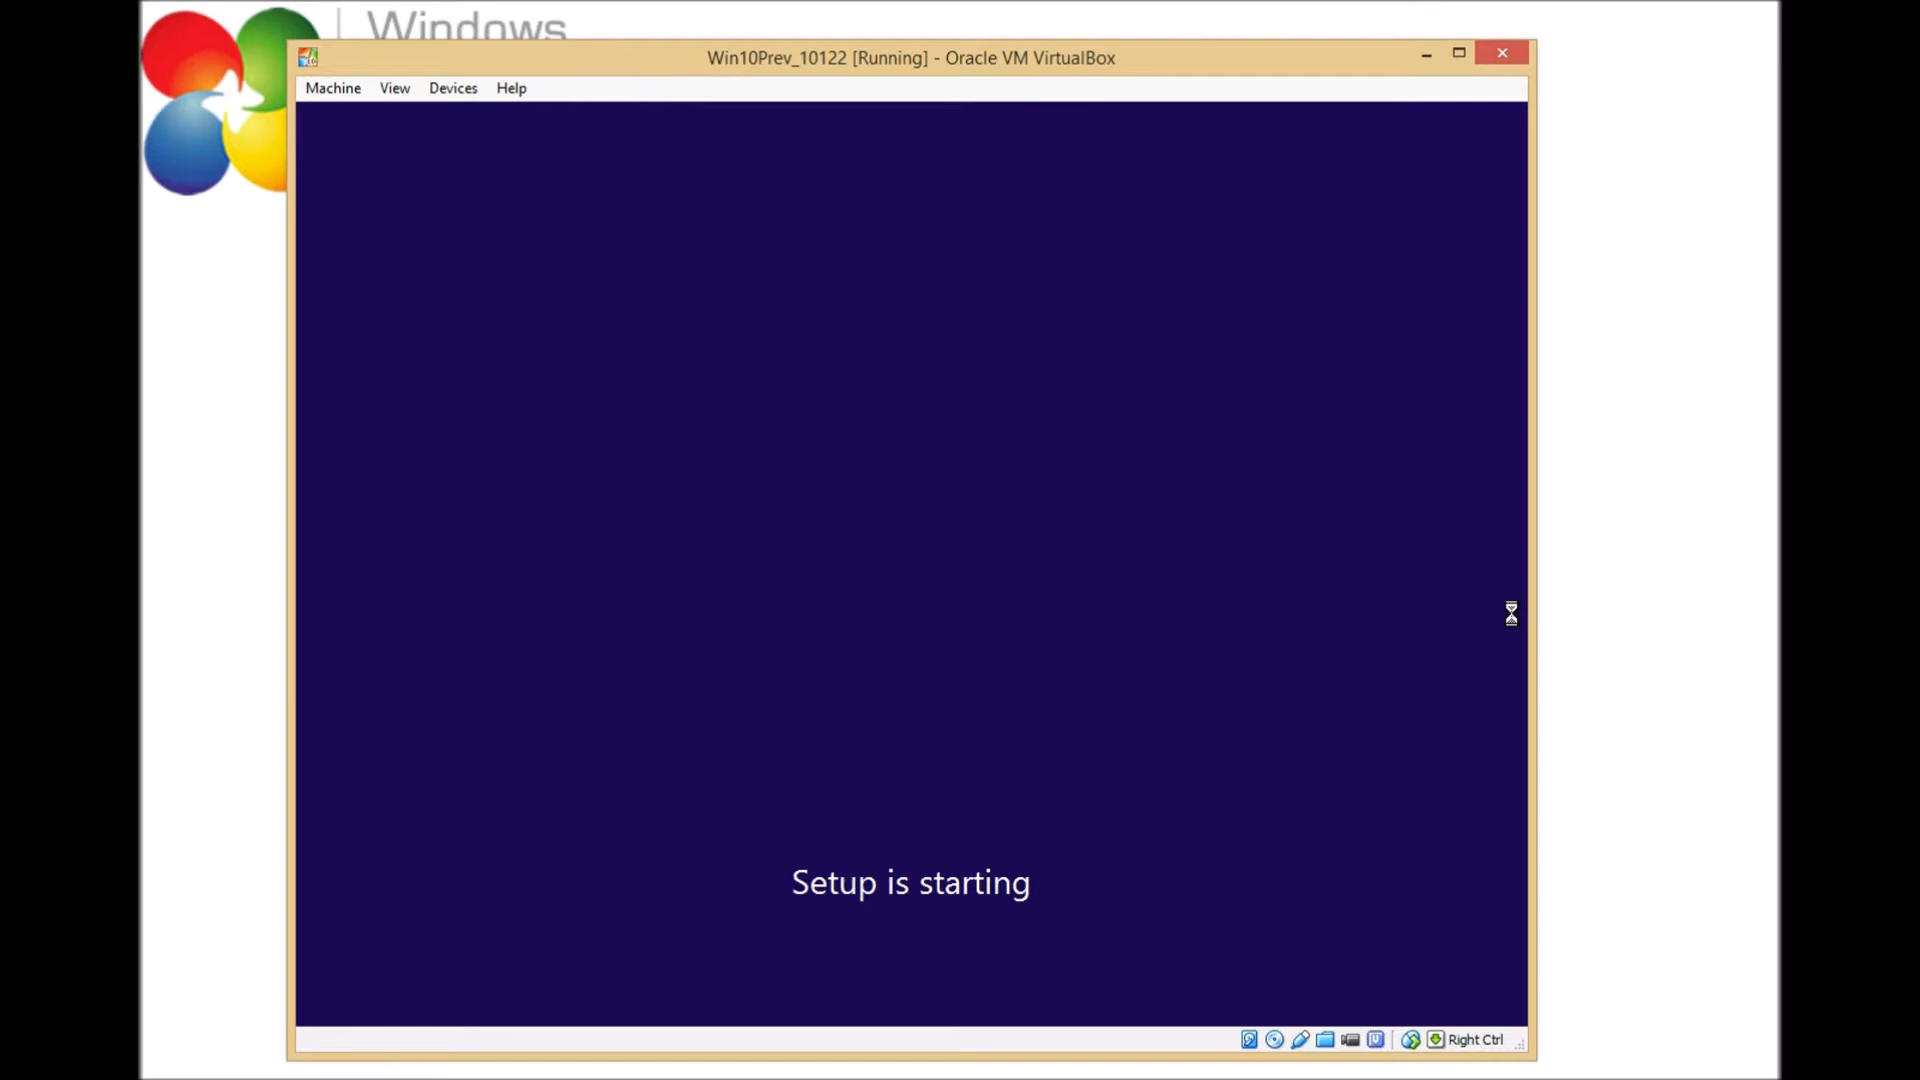 Windows
Win10Prev_10122 [Running] - Oracle VM VirtualBox
Machine View Devices Help
Setup is starting
Right Ctrl